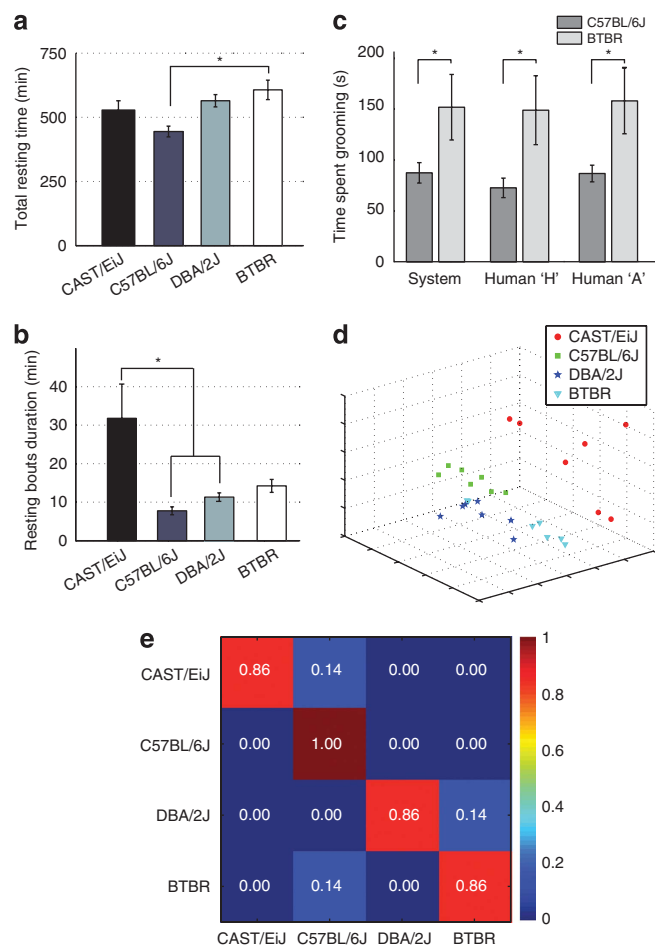 a
Total resting time (min)
750
500
250
0
*
CAST/EiJ
C57BL/6J
DBA/2J
BTBR
c
C57BL/6J
BTBR
Time spent grooming (s)
200
150
100
50
0
*
*
*
System
Human ‘H’
Human ‘A’
b
Resting bouts duration (min)
40
30
20
10
0
*
CAST/EiJ
C57BL/6J
DBA/2J
BTBR
d
CAST/EiJ
C57BL/6J
DBA/2J
BTBR
e
CAST/EiJ
0.86 0.14 0.00 0.00
C57BL/6J
0.00 1.00 0.00 0.00
DBA/2J
0.00 0.00 0.86 0.14
BTBR
0.00 0.14 0.00 0.86
CAST/EiJ C57BL/6J DBA/2J BTBR
1
0.8
0.6
0.4
0.2
0